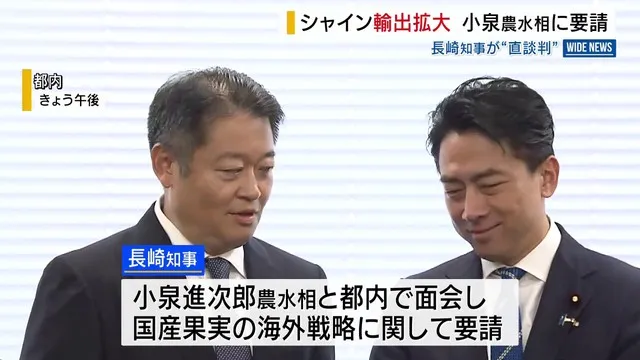 シャイン輸出拡大 小泉農水相に要請
長崎知事が“直談判”
WIDE NEWS
都内
きょう午後
長崎知事
小泉進次郎農水相と都内で面会し
国産果実の海外戦略に関して要請